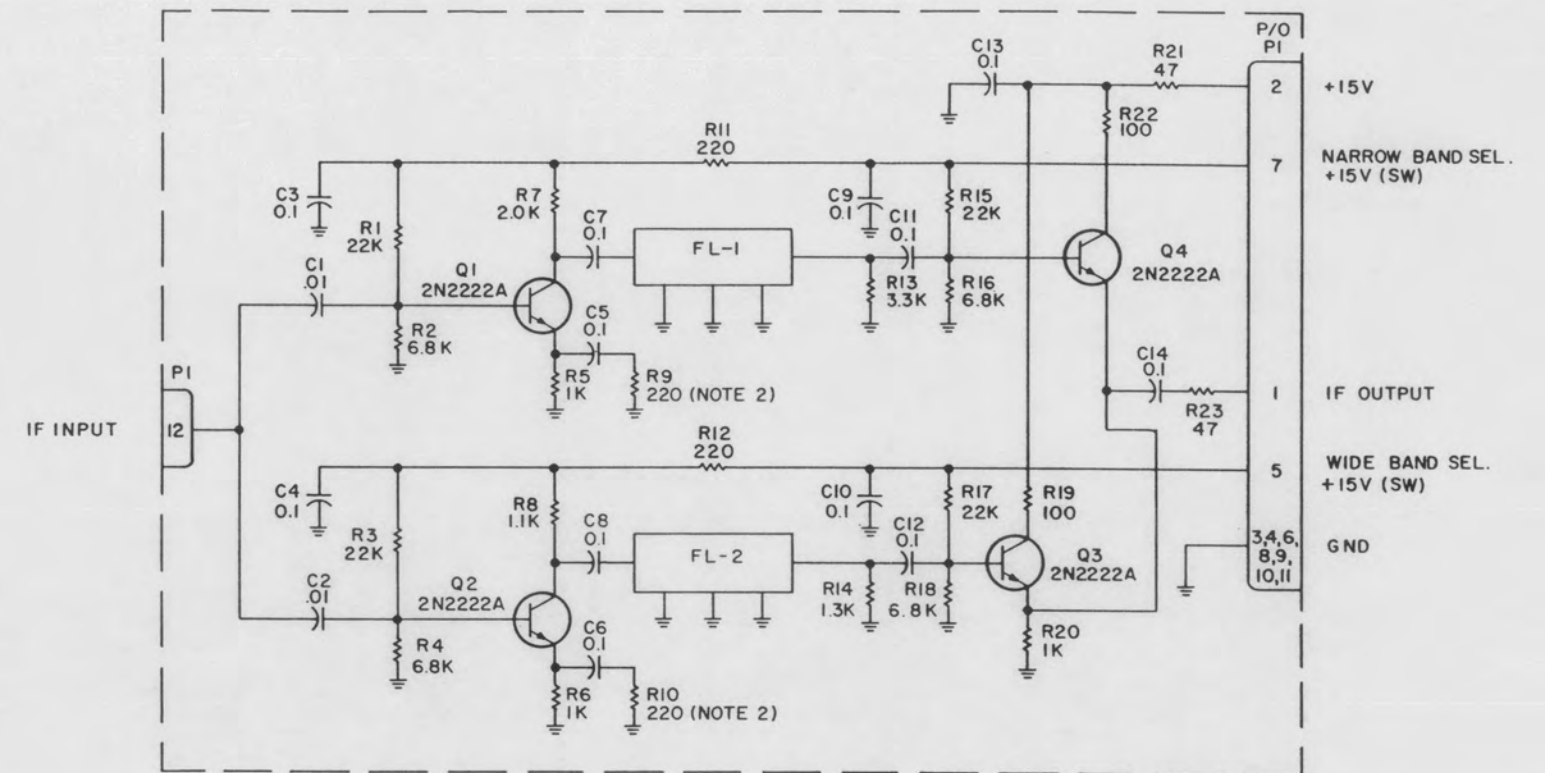 P/O
P1
C13
0.1
R21
47
2
+15V
R22
100
R11
220
7
NARROW BAND SEL.
+15V (SW)
C3
0.1
R1
22K
R7
2.0K
C7
0.1
FL-1
C9
0.1
C11
0.1
R15
22K
Q4
2N2222A
C1
.01
Q1
2N2222A
R13
3.3K
R16
6.8K
R2
6.8K
C5
0.1
R5
1K
R9
220 (NOTE 2)
C14
0.1
R23
47
1
IF OUTPUT
P1
IF INPUT
12
R12
220
5
WIDE BAND SEL.
+15V (SW)
C4
0.1
R3
22K
R8
1.1K
C8
0.1
FL-2
C10
0.1
C12
0.1
R17
22K
R19
100
Q3
2N2222A
3,4,6,
8,9,
10,11
GND
C2
.01
Q2
2N2222A
R14
1.3K
R18
6.8K
R4
6.8K
C6
0.1
R6
1K
R10
220 (NOTE 2)
R20
1K